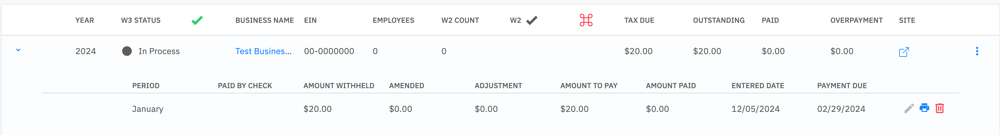 YEAR W3 STATUS BUSINESS NAME EIN EMPLOYEES W2 COUNT W2 TAX DUE OUTSTANDING PAID OVERPAYMENT SITE
2024 In Process Test Busines... 00-0000000 0 0 $20.00 $20.00 $0.00 $0.00
PERIOD PAID BY CHECK AMOUNT WITHHELD AMENDED ADJUSTMENT AMOUNT TO PAY AMOUNT PAID ENTERED DATE PAYMENT DUE
January $20.00 $0.00 $0.00 $20.00 $0.00 12/05/2024 02/29/2024